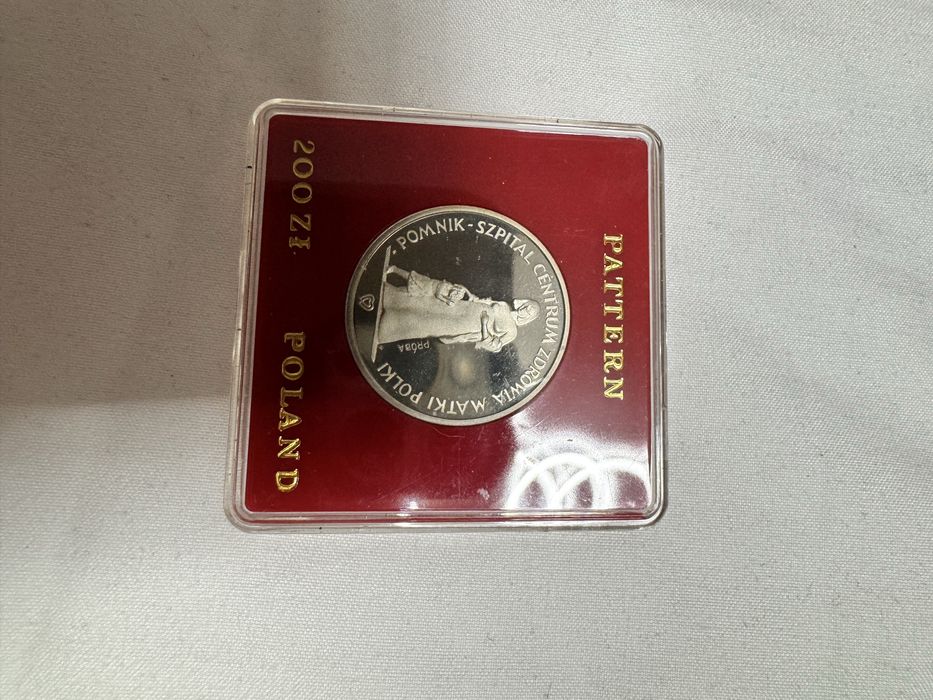 PATTERN
· POMNIK - SZPITAL CENTRUM ZDROWIA MATKI POLKI ·
PRÓBA
200 ZŁ POLAND